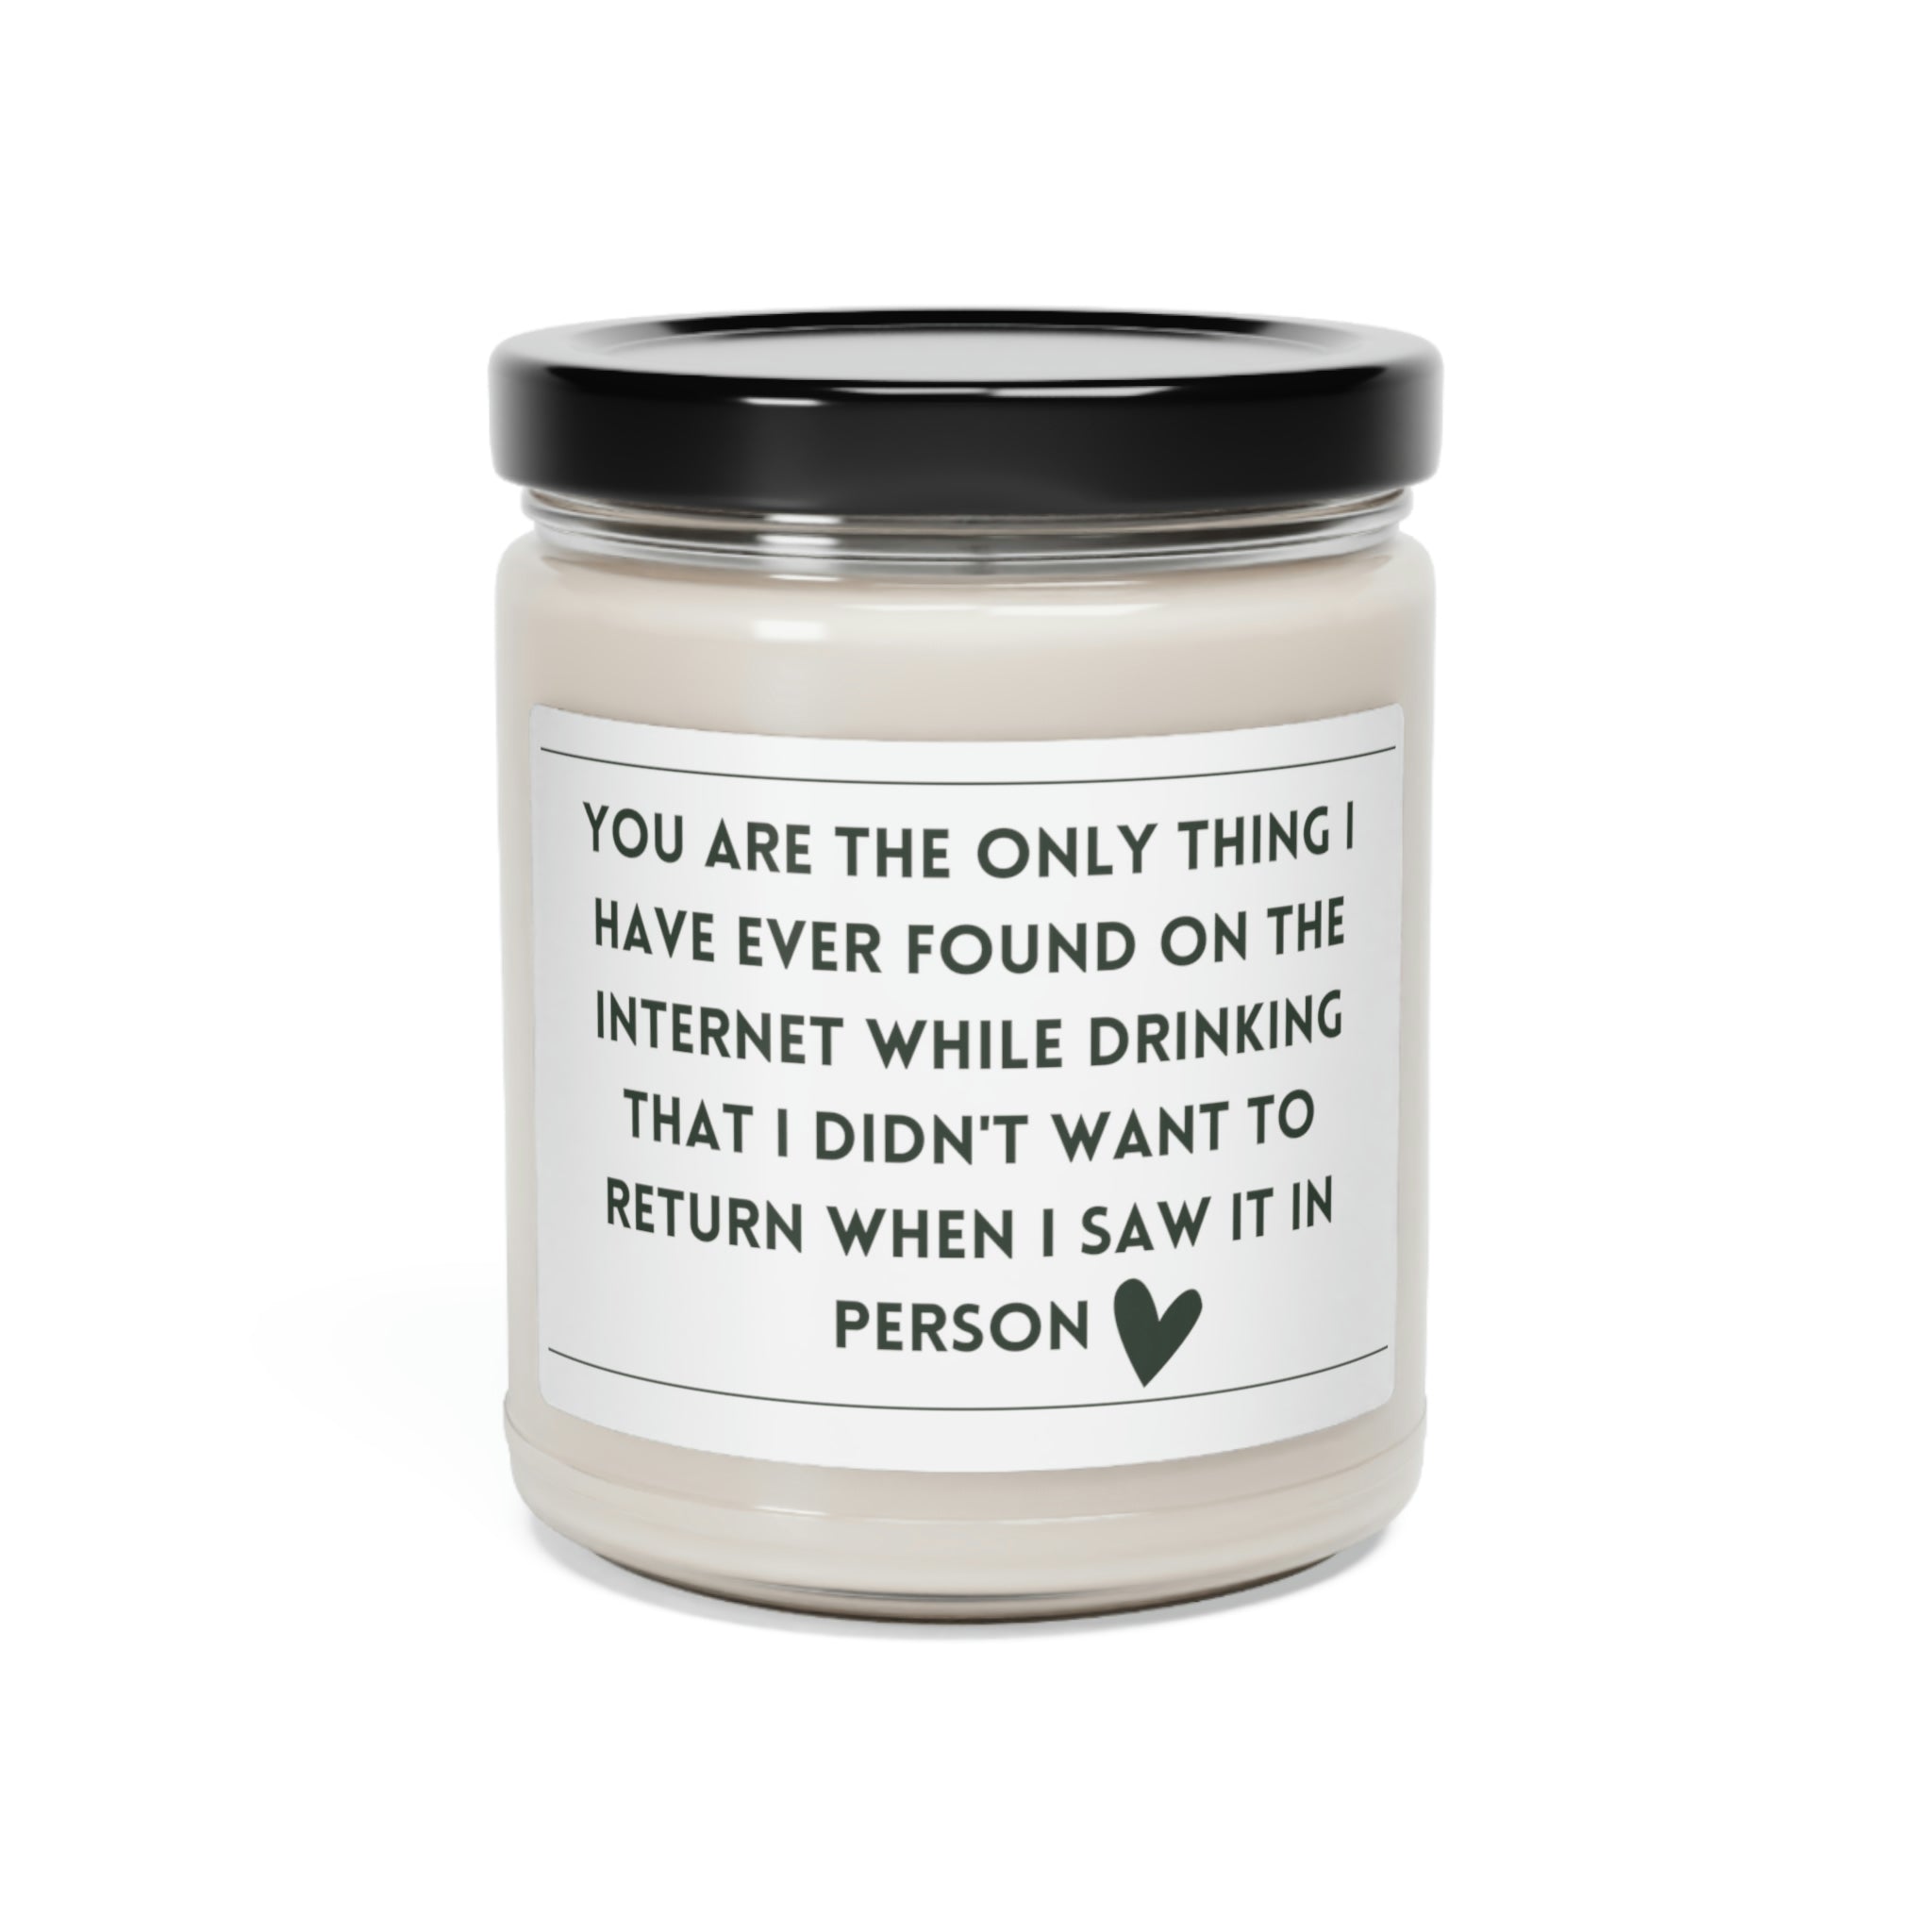 YOU ARE THE ONLY THING I
HAVE EVER FOUND ON THE
INTERNET WHILE DRINKING
THAT I DIDN'T WANT TO
RETURN WHEN I SAW IT IN
PERSON